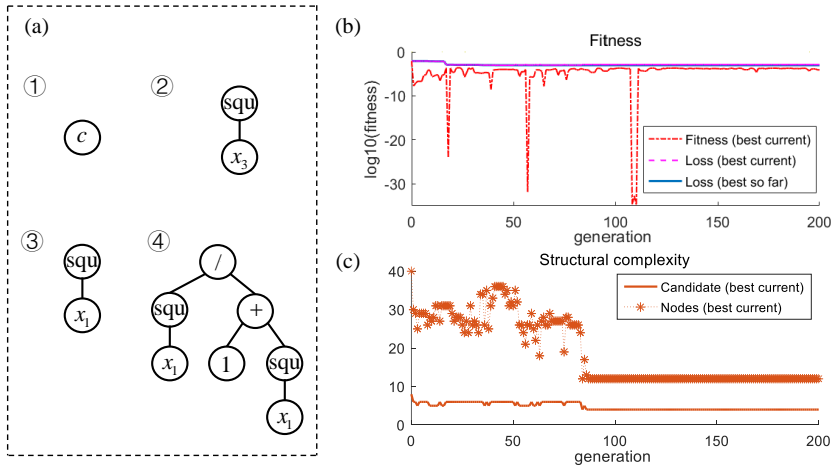 (a)
①
c
②
squ
x3
③
squ
x1
④
/
squ
+
x1
1
squ
x1
(b)
Fitness
log10(fitness)
0
-10
-20
-30
Fitness (best current)
Loss (best current)
Loss (best so far)
0 50 100 150 200
generation
(c)
Structural complexity
40
30
20
10
0
Candidate (best current)
Nodes (best current)
0 50 100 150 200
generation